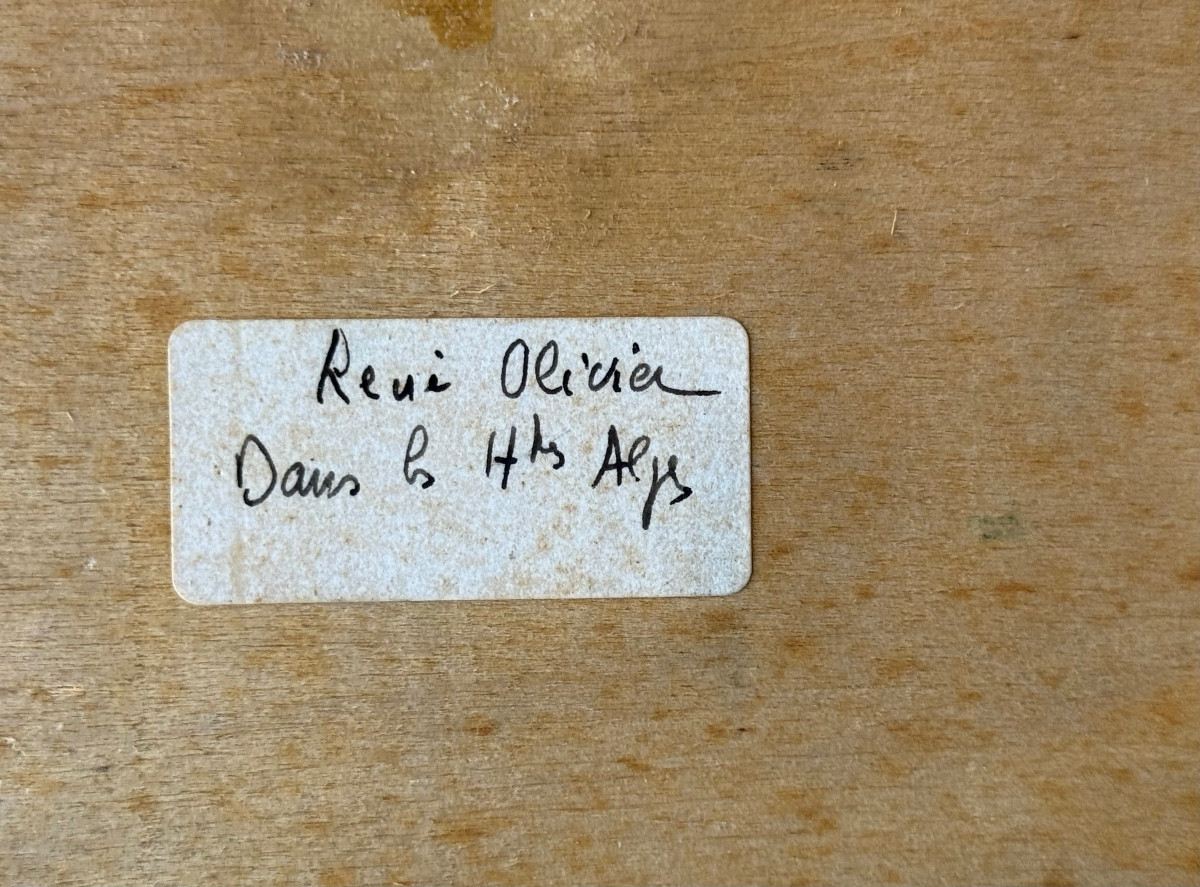 René Olivier
Dans les Htes Alpes